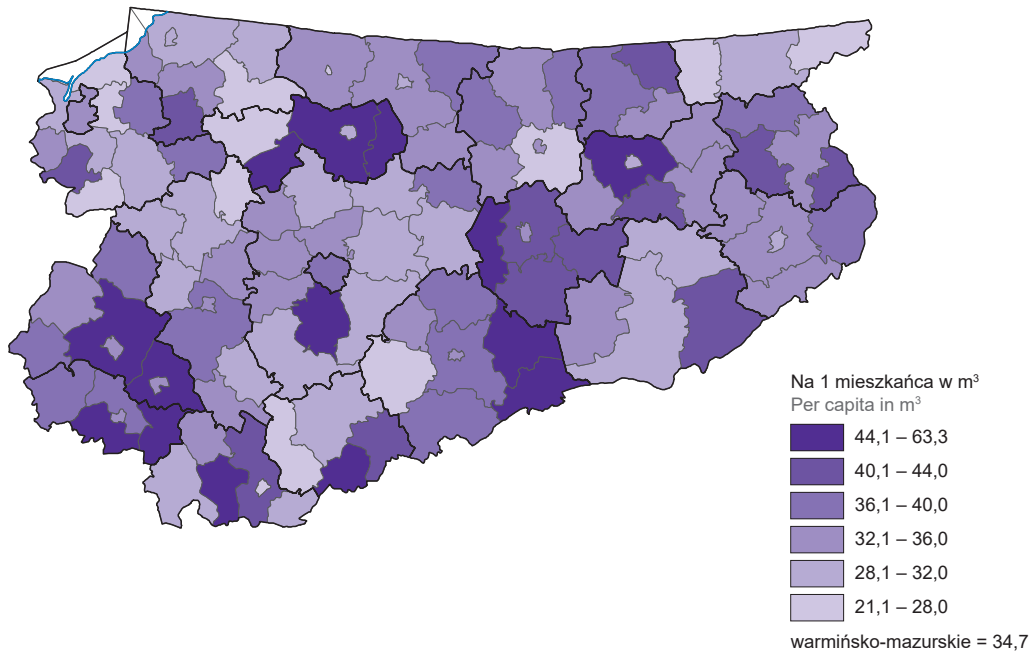 Na 1 mieszkańca w m³
Per capita in m³
44,1 – 63,3
40,1 – 44,0
36,1 – 40,0
32,1 – 36,0
28,1 – 32,0
21,1 – 28,0
warmińsko-mazurskie = 34,7